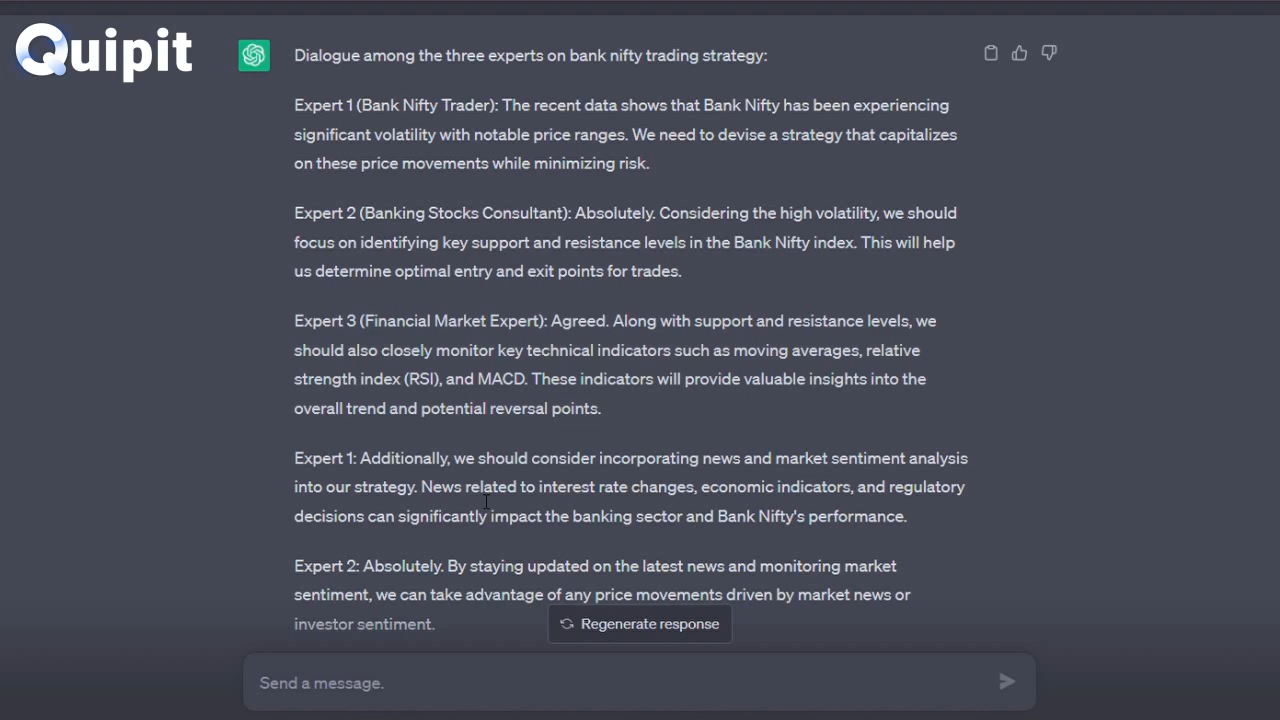 Quipit
Dialogue among the three experts on bank nifty trading strategy:
Expert 1 (Bank Nifty Trader): The recent data shows that Bank Nifty has been experiencing
significant volatility with notable price ranges. We need to devise a strategy that capitalizes
on these price movements while minimizing risk.
Expert 2 (Banking Stocks Consultant): Absolutely. Considering the high volatility, we should
focus on identifying key support and resistance levels in the Bank Nifty index. This will help
us determine optimal entry and exit points for trades.
Expert 3 (Financial Market Expert): Agreed. Along with support and resistance levels, we
should also closely monitor key technical indicators such as moving averages, relative
strength index (RSI), and MACD. These indicators will provide valuable insights into the
overall trend and potential reversal points.
Expert 1: Additionally, we should consider incorporating news and market sentiment analysis
into our strategy. News related to interest rate changes, economic indicators, and regulatory
decisions can significantly impact the banking sector and Bank Nifty's performance.
Expert 2: Absolutely. By staying updated on the latest news and monitoring market
sentiment, we can take advantage of any price movements driven by market news or
investor sentiment.
Regenerate response
Send a message.